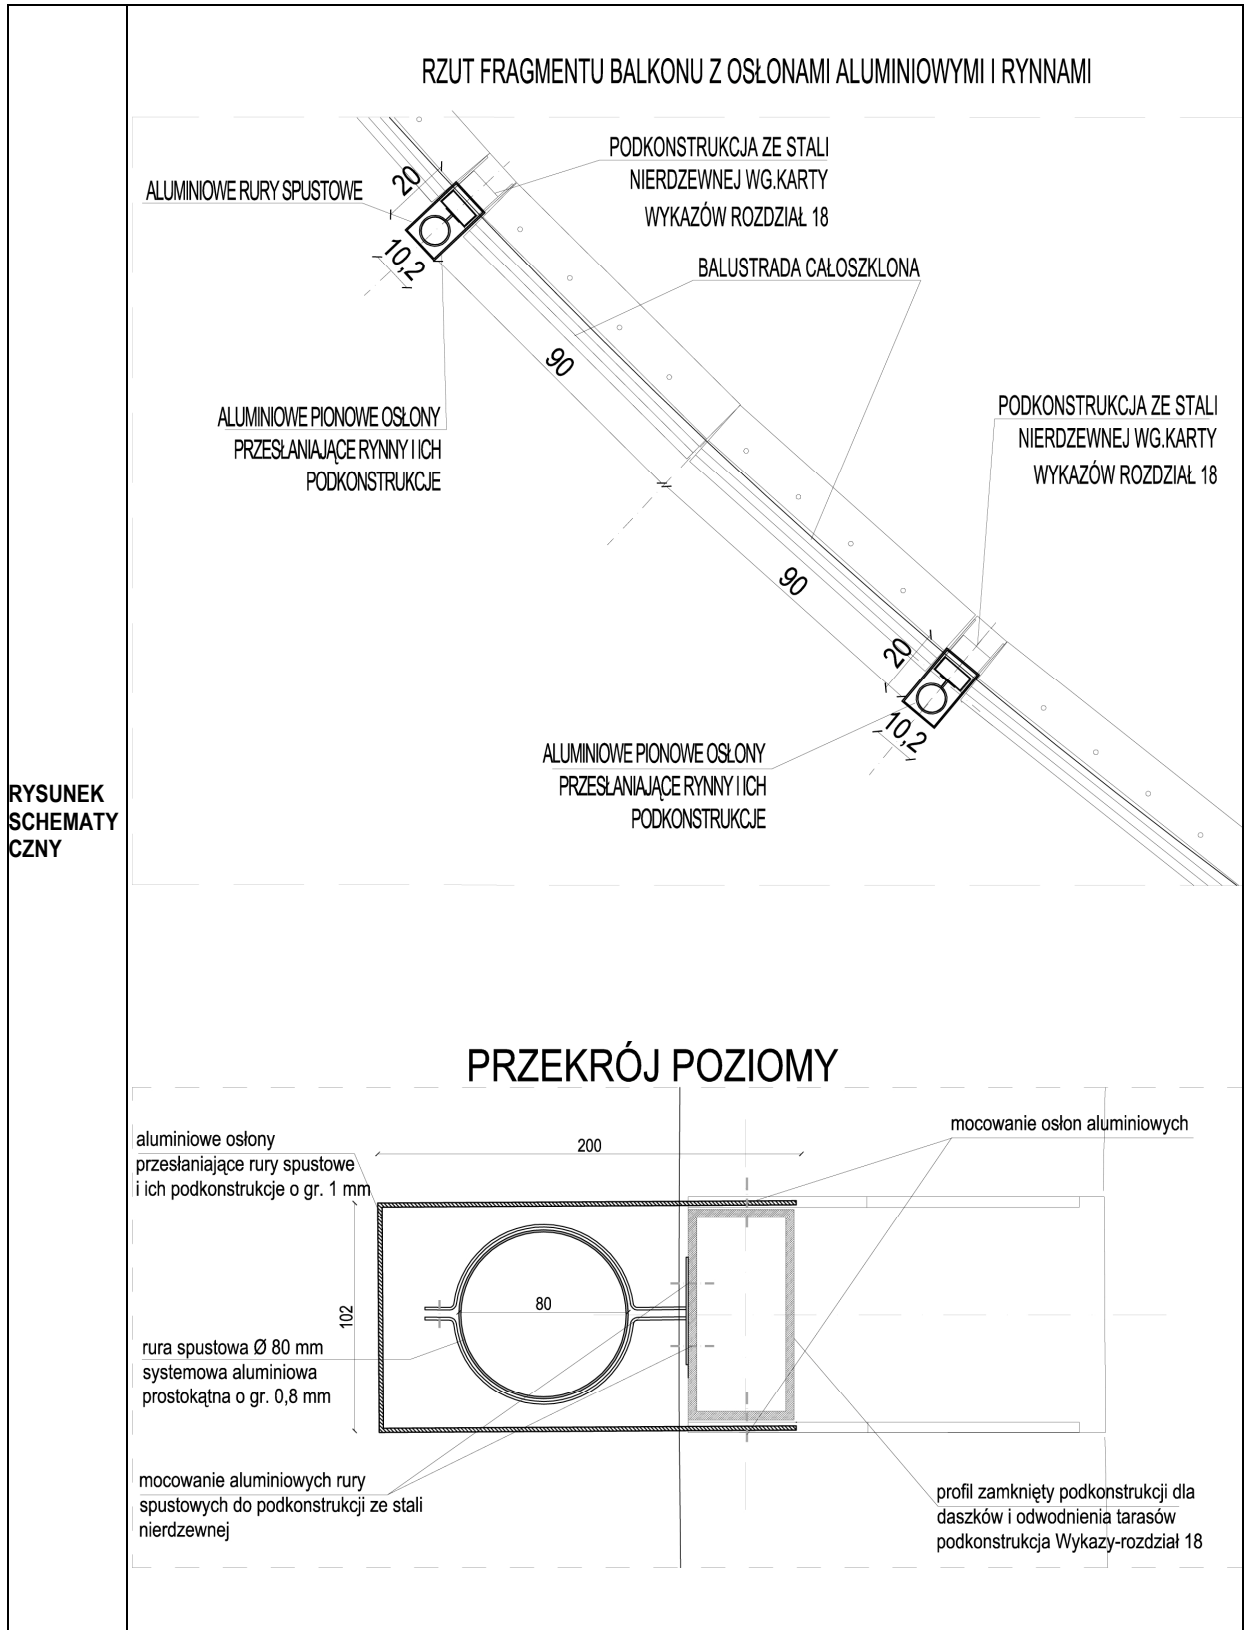 RZUT FRAGMENTU BALKONU Z OSŁONAMI ALUMINIOWYMI I RYNNAMI
PODKONSTRUKCJA ZE STALI
NIERDZEWNEJ WG.KARTY
WYKAZÓW ROZDZIAŁ 18
ALUMINIOWE RURY SPUSTOWE
20
10,2
BALUSTRADA CAŁOSZKLONA
90
ALUMINIOWE PIONOWE OSŁONY
PRZESŁANIAJĄCE RYNNY I ICH
PODKONSTRUKCJE
PODKONSTRUKCJA ZE STALI
NIERDZEWNEJ WG.KARTY
WYKAZÓW ROZDZIAŁ 18
90
20
10,2
ALUMINIOWE PIONOWE OSŁONY
PRZESŁANIAJĄCE RYNNY I ICH
PODKONSTRUKCJE
RYSUNEK
SCHEMATY
CZNY
PRZEKRÓJ POZIOMY
aluminiowe osłony
przesłaniające rury spustowe
i ich podkonstrukcje o gr. 1 mm
200
mocowanie osłon aluminiowych
102
80
rura spustowa Ø 80 mm
systemowa aluminiowa
prostokątna o gr. 0,8 mm
mocowanie aluminiowych rury
spustowych do podkonstrukcji ze stali
nierdzewnej
profil zamknięty podkonstrukcji dla
daszków i odwodnienia tarasów
podkonstrukcja Wykazy-rozdział 18